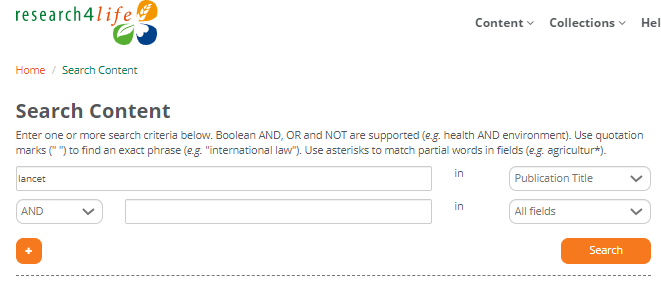 research4life
Content Collections Hel
Home / Search Content
Search Content
Enter one or more search criteria below. Boolean AND, OR and NOT are supported (e.g. health AND environment). Use quotation
marks (" ") to find an exact phrase (e.g. "international law"). Use asterisks to match partial words in fields (e.g. agricultur*).
lancet in Publication Title
AND in All fields
+ Search